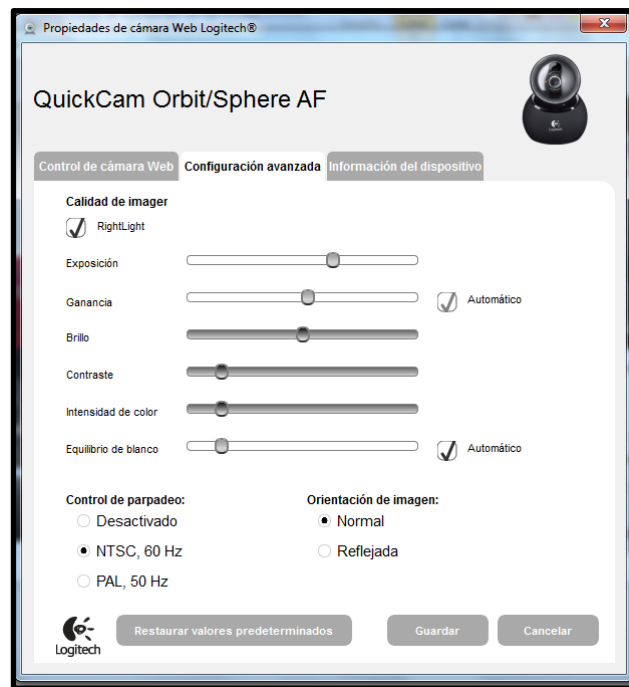 Propiedades de cámara Web Logitech®
QuickCam Orbit/Sphere AF
Logitech
Control de cámara Web Configuración avanzada Información del dispositivo
Calidad de imager
RightLight
Exposición
Ganancia Automático
Brillo
Contraste
Intensidad de color
Equilibrio de blanco Automático
Control de parpadeo: Orientación de imagen:
Desactivado Normal
NTSC, 60 Hz Reflejada
PAL, 50 Hz
Logitech Restaurar valores predeterminados Guardar Cancelar